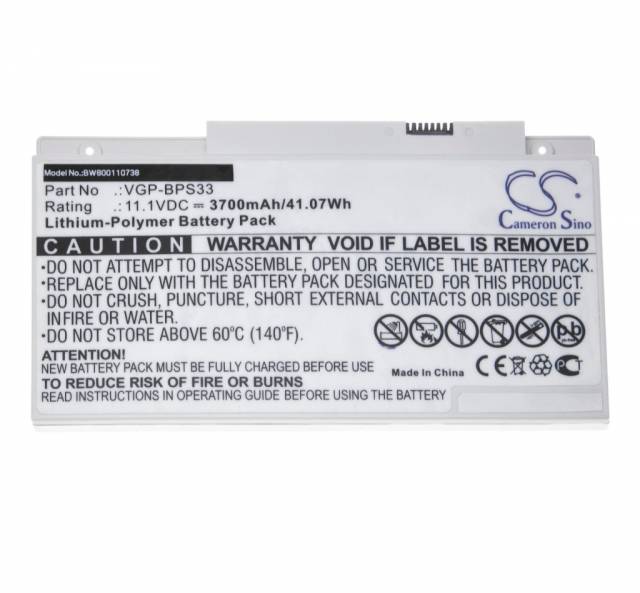 Model No.:BW800110738
Part No .:VGP-BPS33
Rating .: 11.1VDC ⎓ 3700mAh/41.07Wh
Lithium-Polymer Battery Pack
CS
Cameron Sino
CAUTION WARRANTY VOID IF LABEL IS REMOVED
*DO NOT ATTEMPT TO DISASSEMBLE, OPEN OR SERVICE THE BATTERY PACK.
*REPLACE ONLY WITH THE BATTERY PACK DESIGNATED FOR THIS PRODUCT.
*DO NOT CRUSH, PUNCTURE, SHORT EXTERNAL CONTACTS OR DISPOSE OF
IN FIRE OR WATER.
*DO NOT STORE ABOVE 60°C (140°F).
ATTENTION!
NEW BATTERY PACK MUST BE FULLY CHARGED BEFORE USE
TO REDUCE RISK OF FIRE OR BURNS
READ INSTRUCTIONS IN OPERATING MANUAL BEFORE USING THE BATTERY.
Pb
Made In China
CE